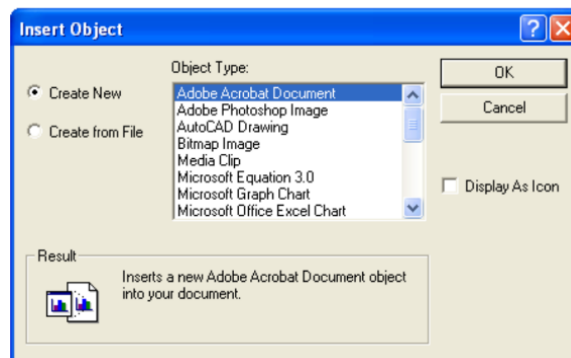 Insert Object
Object Type:
Create New
Create from File
Adobe Acrobat Document
Adobe Photoshop Image
AutoCAD Drawing
Bitmap Image
Media Clip
Microsoft Equation 3.0
Microsoft Graph Chart
Microsoft Office Excel Chart
OK
Cancel
Display As Icon
Result
Inserts a new Adobe Acrobat Document object
into your document.